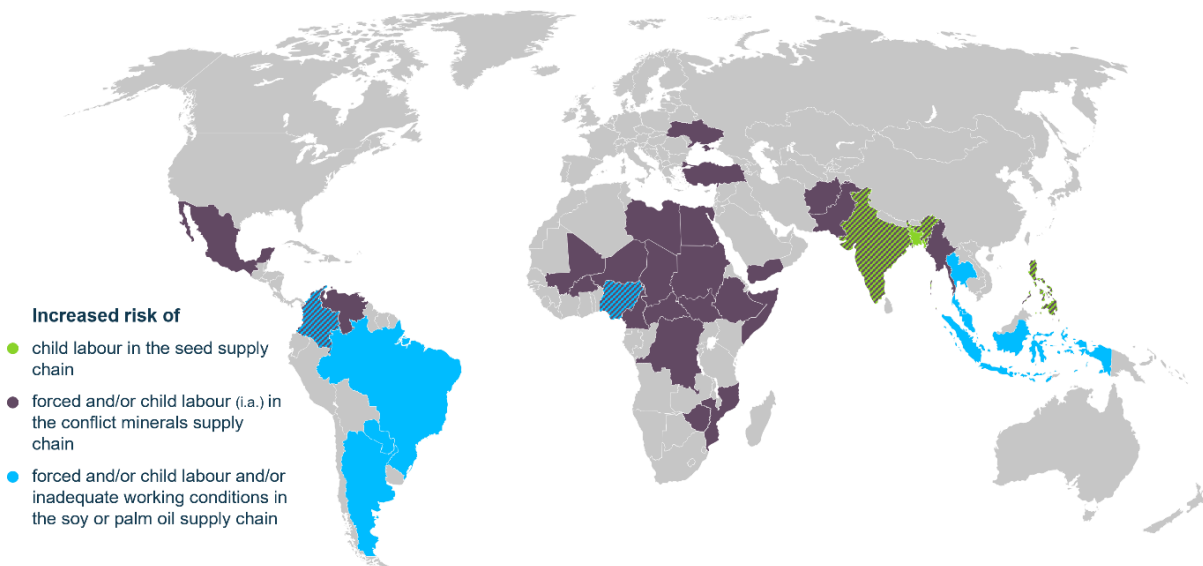 Increased risk of
child labour in the seed supply
chain
forced and/or child labour (i.a.) in
the conflict minerals supply
chain
forced and/or child labour and/or
inadequate working conditions in
the soy or palm oil supply chain